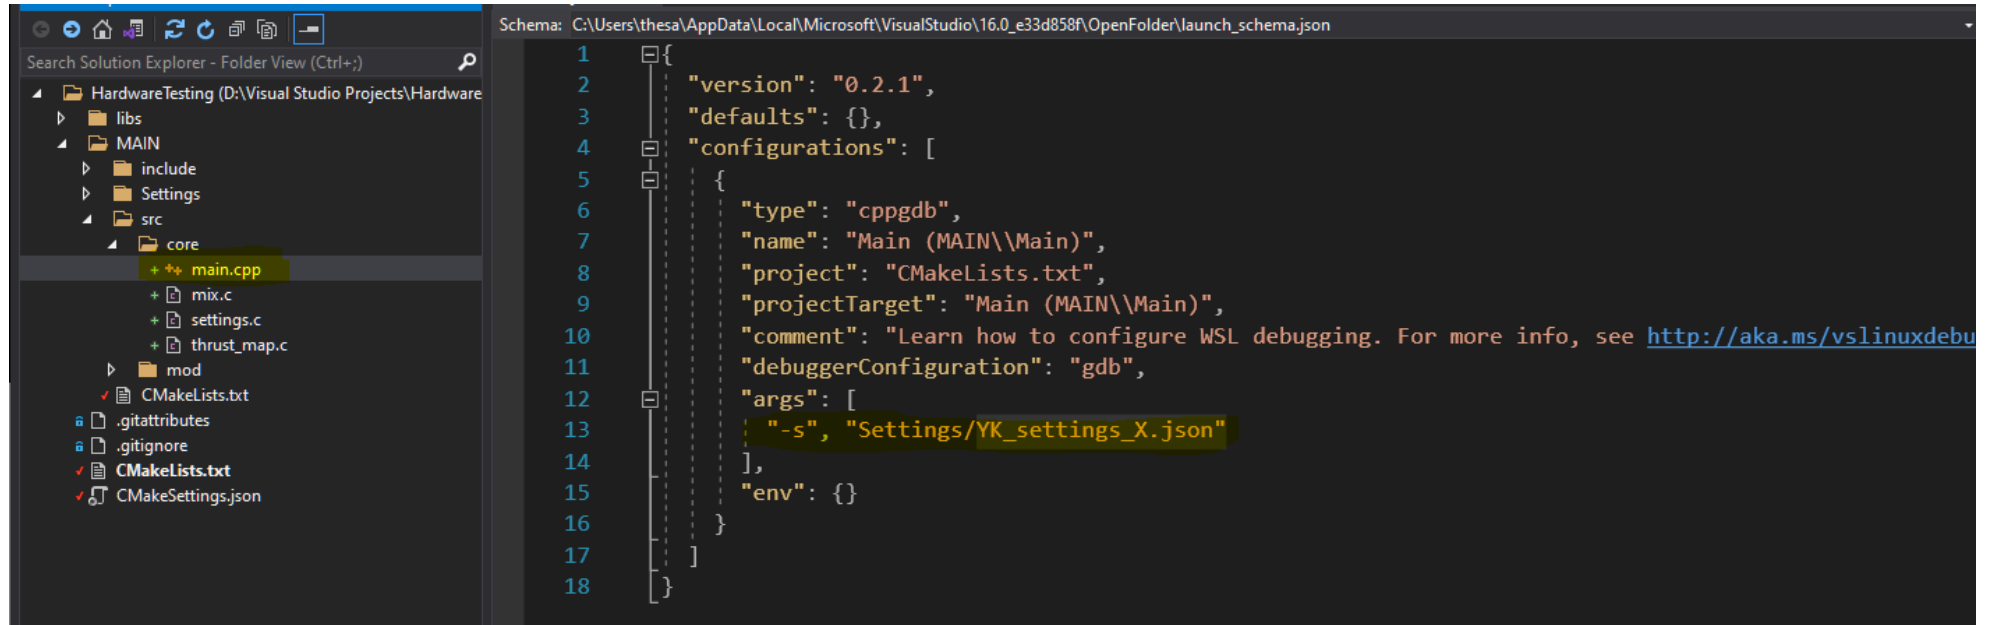 Schema: C:\Users\thesa\AppData\Local\Microsoft\VisualStudio\16.0_e33d858f\OpenFolder\launch_schema.json
Search Solution Explorer - Folder View (Ctrl+;)
HardwareTesting (D:\Visual Studio Projects\Hardware
libs
MAIN
include
Settings
src
core
main.cpp
mix.c
settings.c
thrust_map.c
mod
CMakeLists.txt
.gitattributes
.gitignore
CMakeLists.txt
CMakeSettings.json
1 {
2 "version": "0.2.1",
3 "defaults": {},
4 "configurations": [
5 {
6 "type": "cppgdb",
7 "name": "Main (MAIN\\Main)",
8 "project": "CMakeLists.txt",
9 "projectTarget": "Main (MAIN\\Main)",
10 "comment": "Learn how to configure WSL debugging. For more info, see http://aka.ms/vslinuxdebu
11 "debuggerConfiguration": "gdb",
12 "args": [
13 "-s", "Settings/YK_settings_X.json"
14 ],
15 "env": {}
16 }
17 ]
18 }